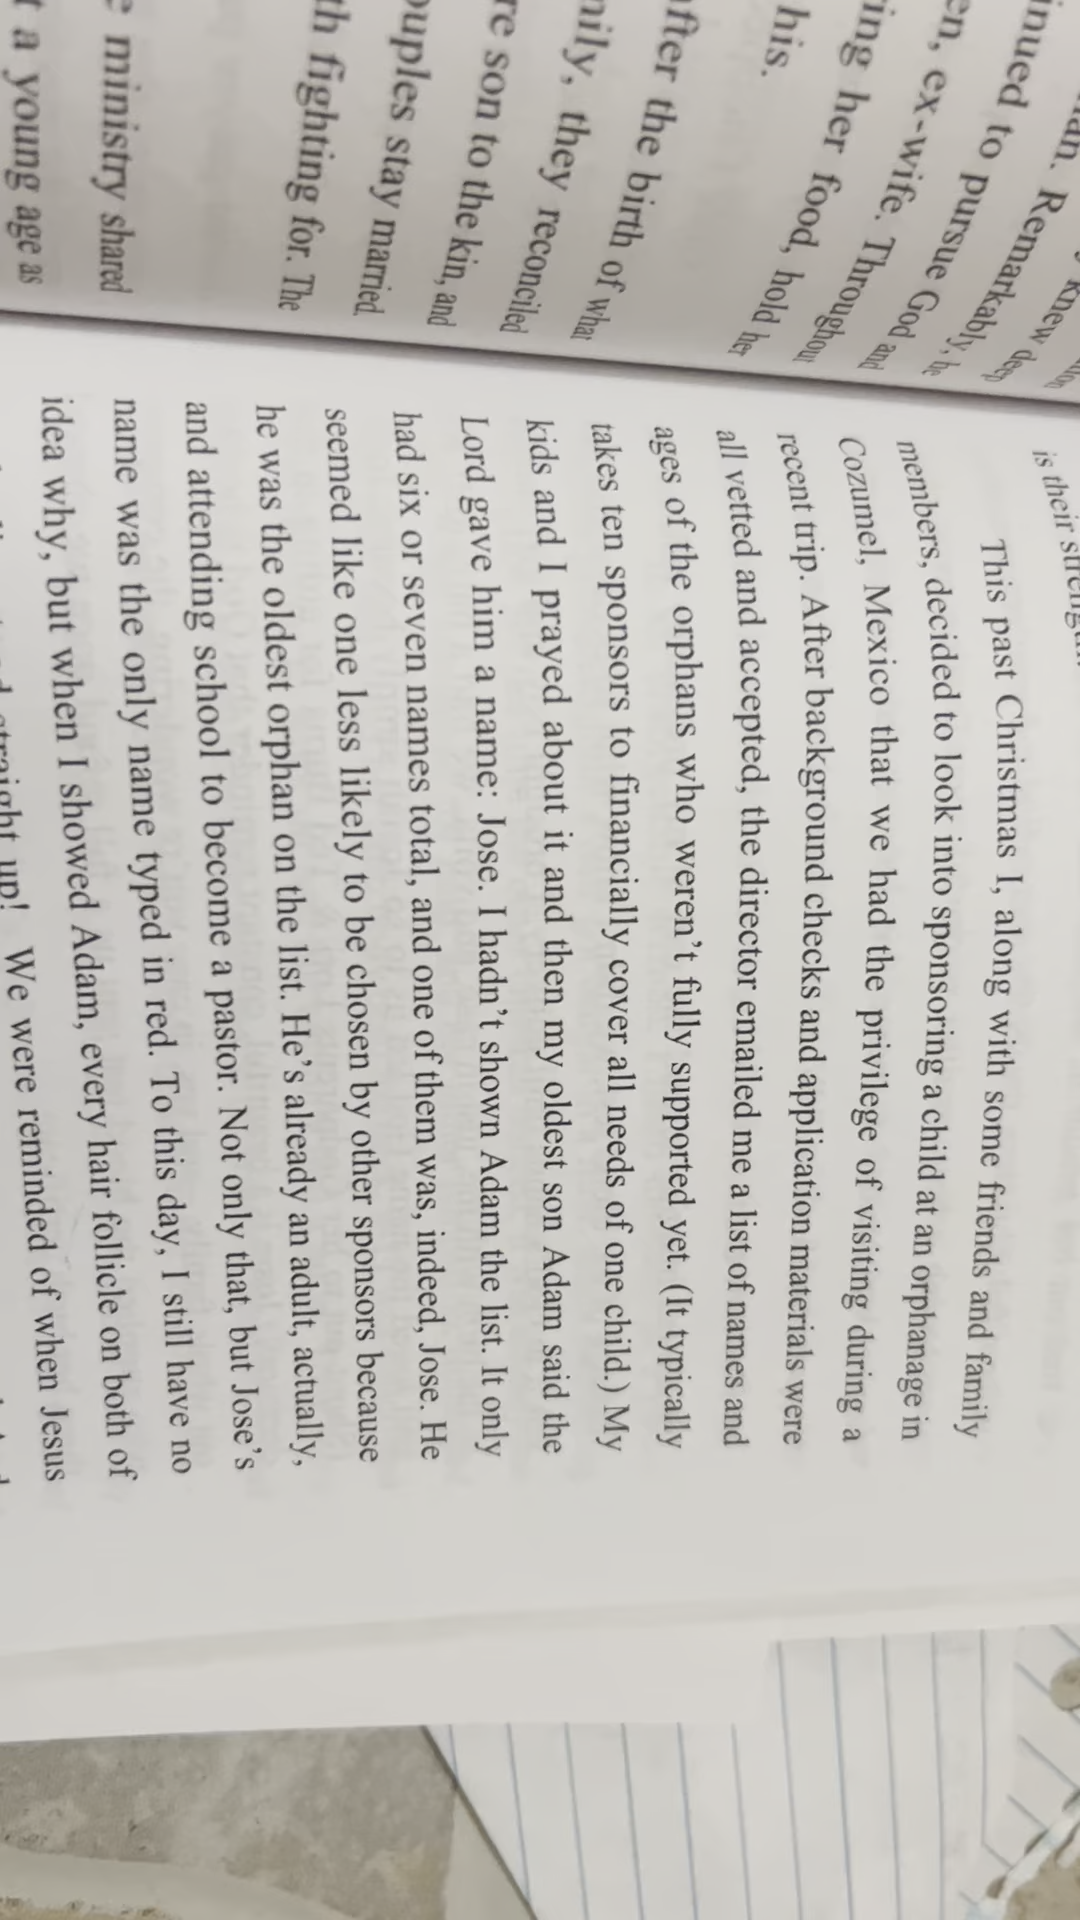 Remarkably, he
inued to pursue God and
en, ex-wife. Throughout
ring her food, hold her
his.
after the birth of what
nily, they reconciled
re son to the kin, and
ouples stay married
th fighting for. The
e ministry shared
t a young age as
is their
This past Christmas I, along with some friends and family
members, decided to look into sponsoring a child at an orphanage in
Cozumel, Mexico that we had the privilege of visiting during a
recent trip. After background checks and application materials were
all vetted and accepted, the director emailed me a list of names and
ages of the orphans who weren't fully supported yet. (It typically
takes ten sponsors to financially cover all needs of one child.) My
kids and I prayed about it and then my oldest son Adam said the
Lord gave him a name: Jose. I hadn't shown Adam the list. It only
had six or seven names total, and one of them was, indeed, Jose. He
seemed like one less likely to be chosen by other sponsors because
he was the oldest orphan on the list. He's already an adult, actually,
and attending school to become a pastor. Not only that, but Jose's
name was the only name typed in red. To this day, I still have no
idea why, but when I showed Adam, every hair follicle on both of
straight up! We were reminded of when Jesus